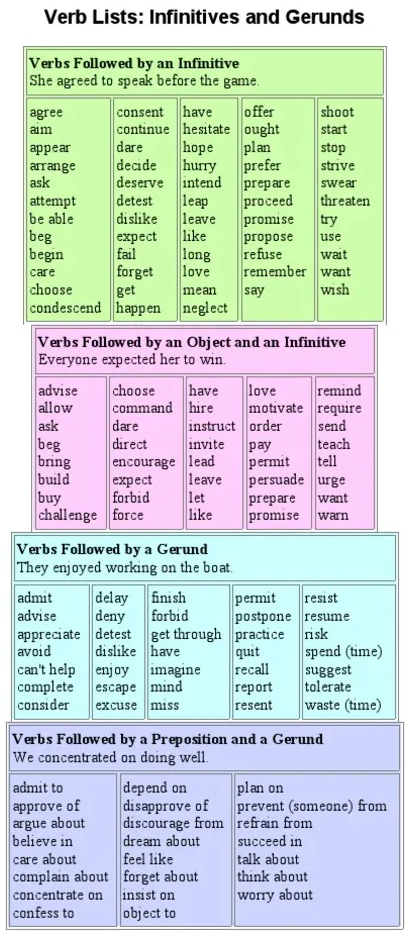 Verb Lists: Infinitives and Gerunds
Verbs Followed by an Infinitive
She agreed to speak before the game.
agree consent have offer shoot
aim continue hesitate ought start
appear dare hope plan stop
arrange decide hurry prefer strive
ask deserve intend prepare swear
attempt detest leap proceed threaten
be able dislike leave promise try
beg expect like propose use
begin fail long refuse wait
care forget love remember want
choose get mean say wish
condescend happen neglect
Verbs Followed by an Object and an Infinitive
Everyone expected her to win.
advise choose have love remind
allow command hire motivate require
ask dare instruct order send
beg direct invite pay teach
bring encourage lead permit tell
build expect leave persuade urge
buy forbid let prepare want
challenge force like promise warn
Verbs Followed by a Gerund
They enjoyed working on the boat.
admit delay finish permit resist
advise deny forbid postpone resume
appreciate detest get through practice risk
avoid dislike have quit spend (time)
can't help enjoy imagine recall suggest
complete escape mind report tolerate
consider excuse miss resent waste (time)
Verbs Followed by a Preposition and a Gerund
We concentrated on doing well.
admit to depend on plan on
approve of disapprove of prevent (someone) from
argue about discourage from refrain from
believe in dream about succeed in
care about feel like talk about
complain about forget about think about
concentrate on insist on worry about
confess to object to